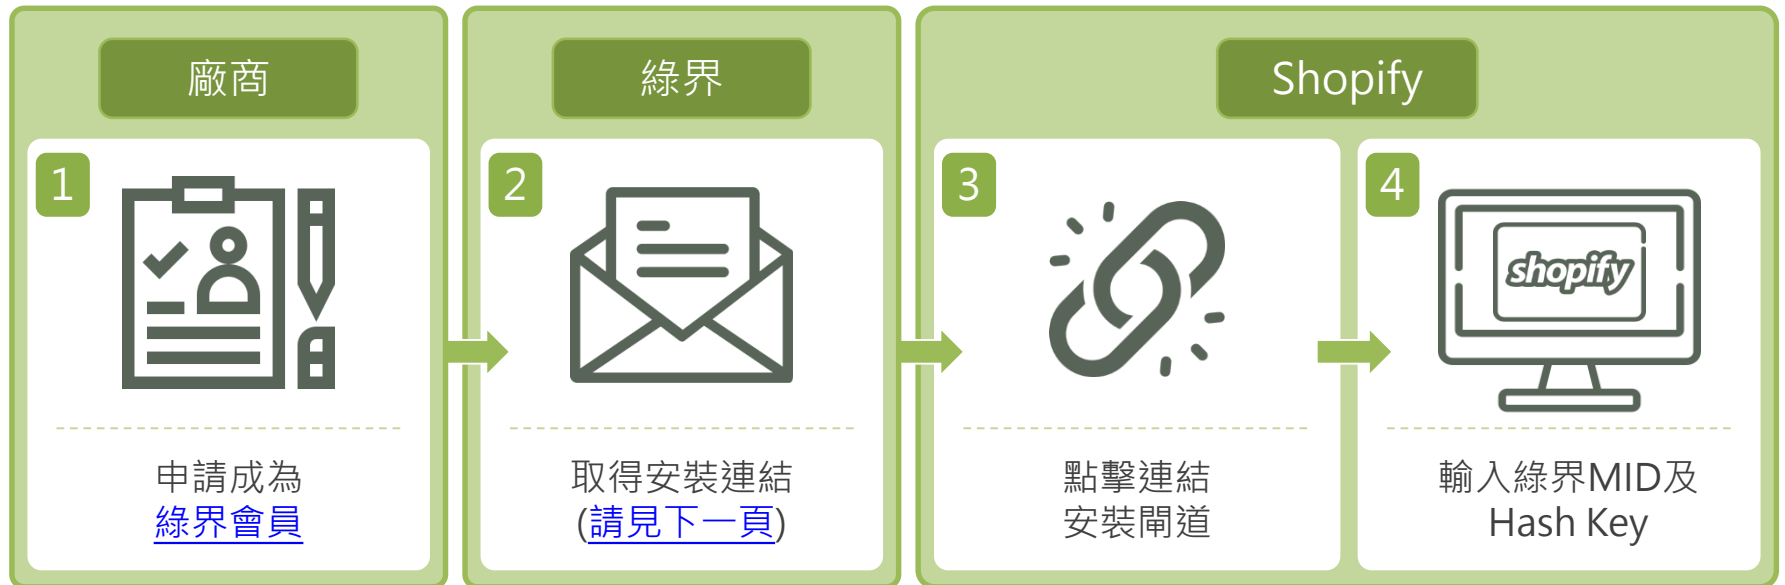 廠商
1
申請成為
綠界會員
綠界
2
取得安裝連結
(請見下一頁)
Shopify
3
點擊連結
安裝閘道
4
shopify
輸入綠界MID及
Hash Key